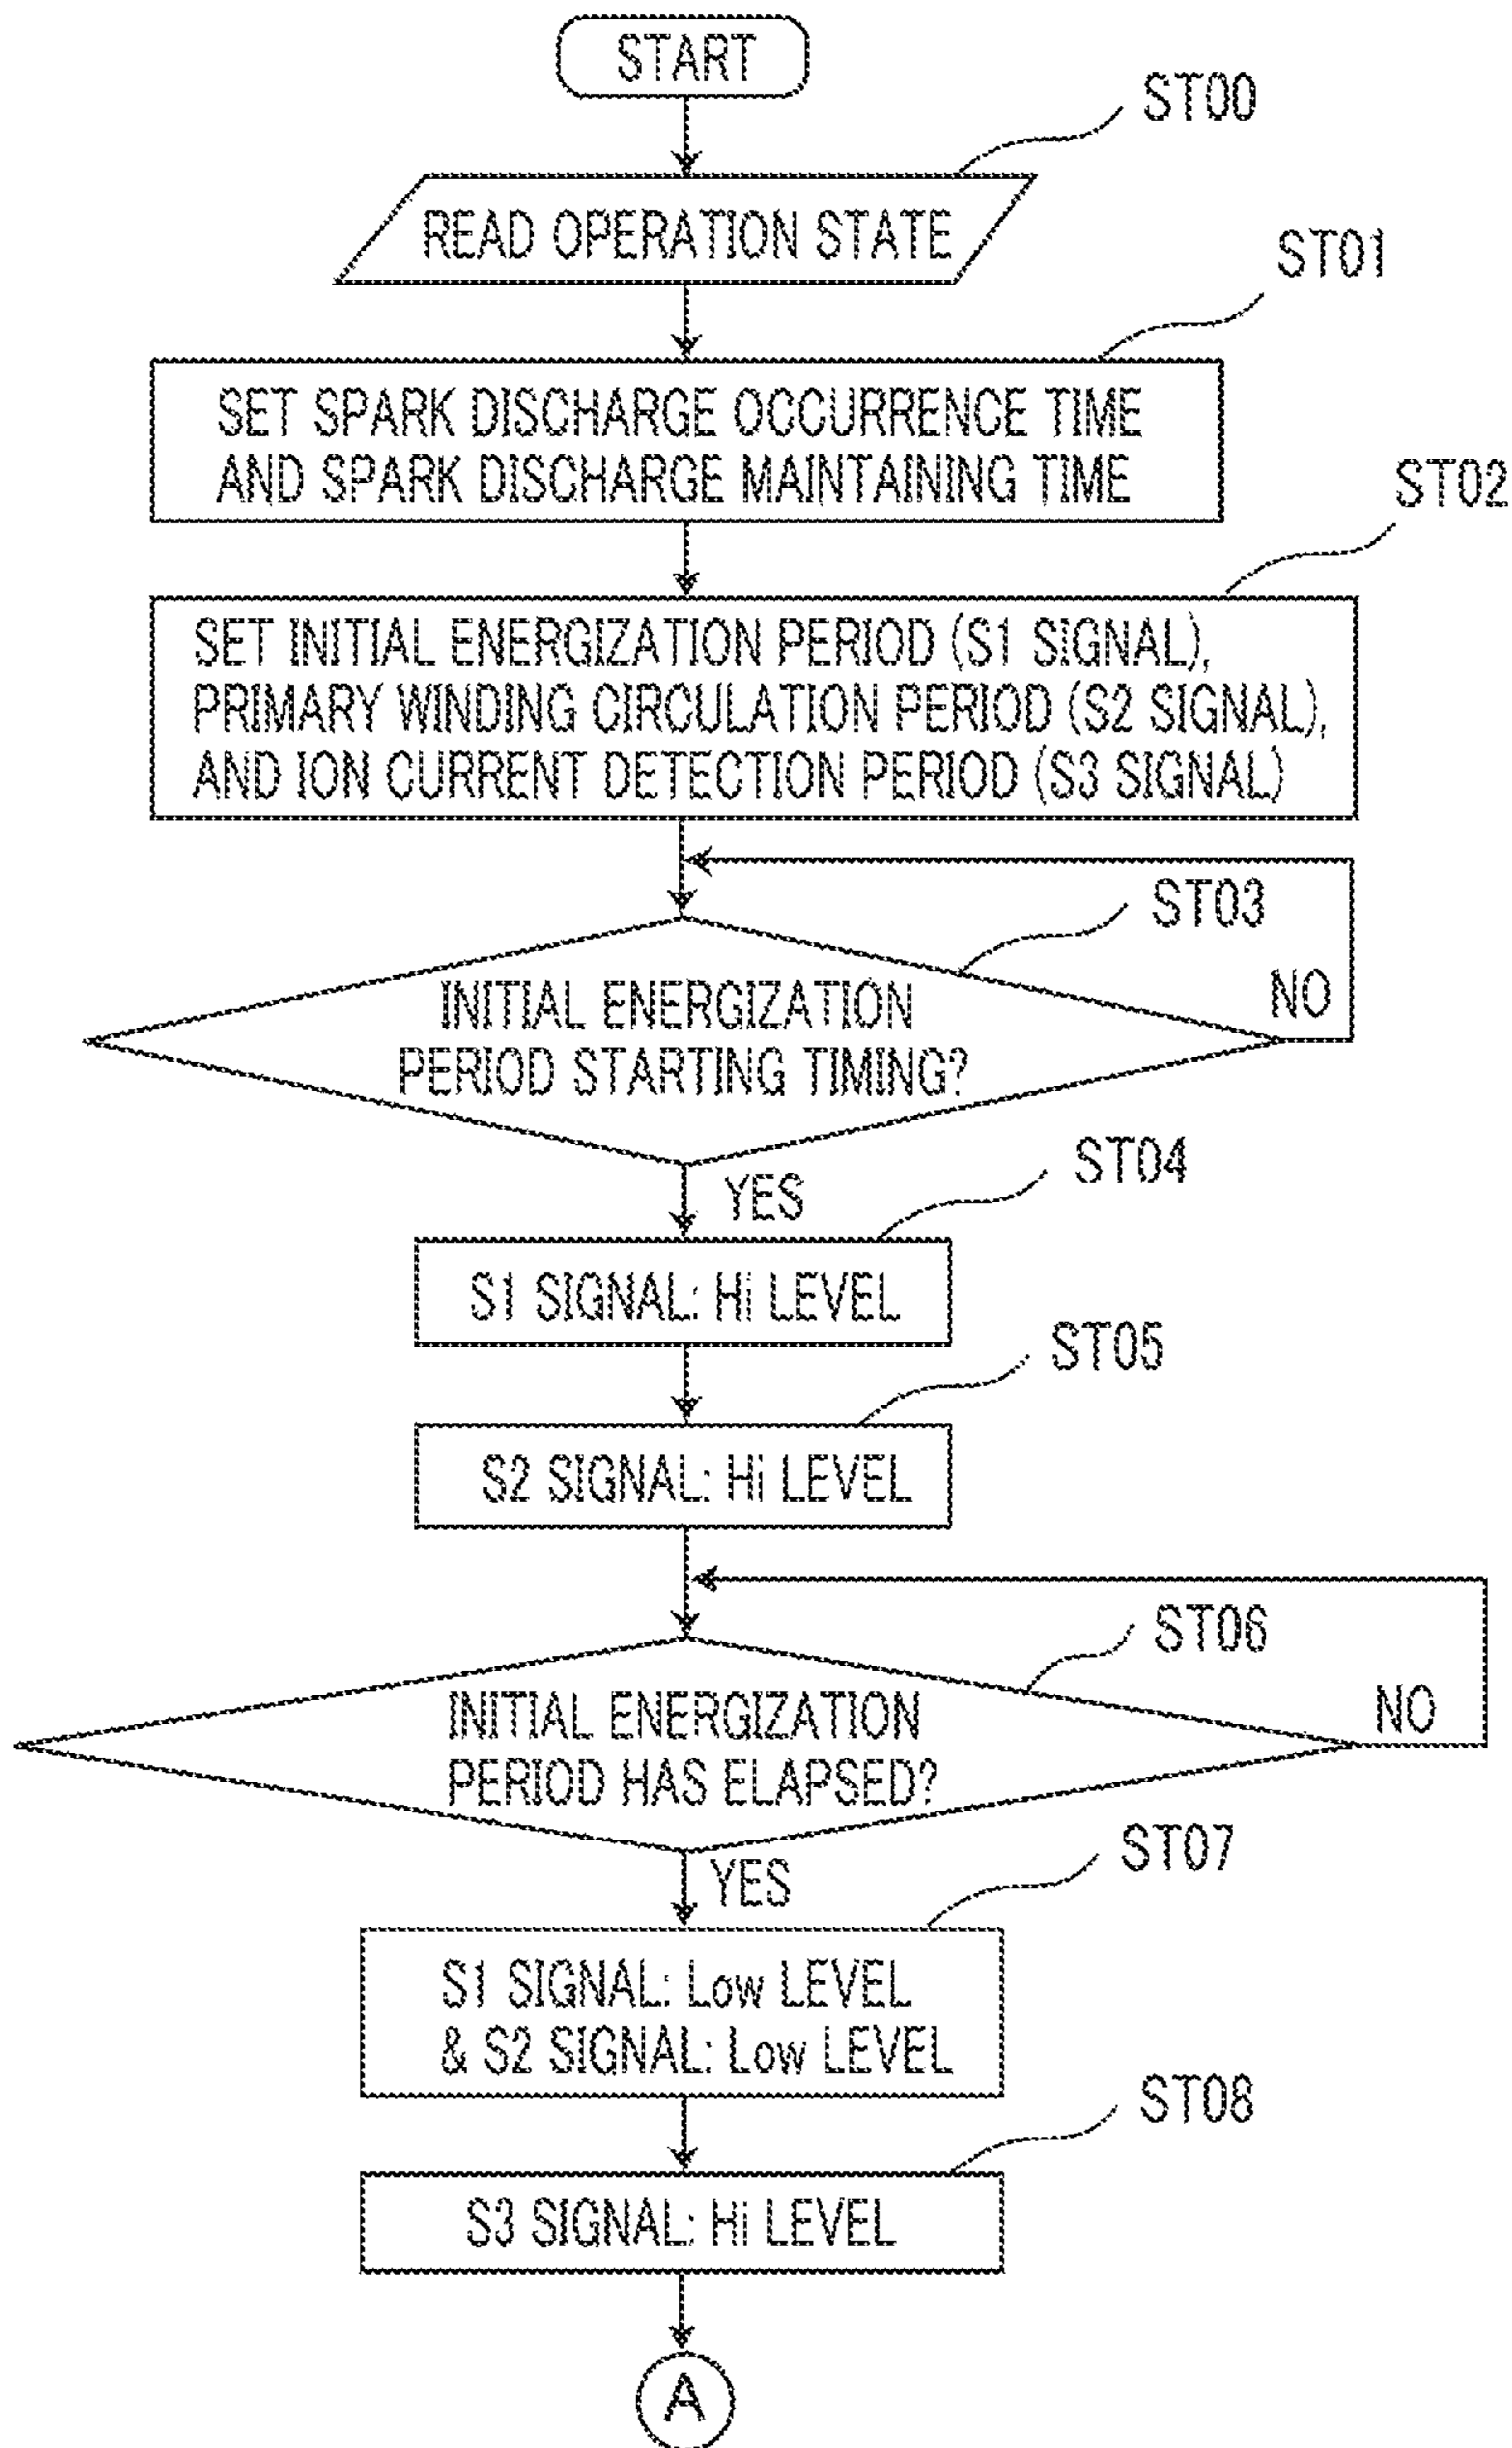 START
ST00
READ OPERATION STATE
ST01
SET SPARK DISCHARGE OCCURRENCE TIME
AND SPARK DISCHARGE MAINTAINING TIME
ST02
SET INITIAL ENERGIZATION PERIOD (S1 SIGNAL),
PRIMARY WINDING CIRCULATION PERIOD (S2 SIGNAL),
AND ION CURRENT DETECTION PERIOD (S3 SIGNAL)
ST03
NO
INITIAL ENERGIZATION
PERIOD STARTING TIMING?
YES
ST04
S1 SIGNAL: Hi LEVEL
ST05
S2 SIGNAL: Hi LEVEL
ST06
NO
INITIAL ENERGIZATION
PERIOD HAS ELAPSED?
YES
ST07
S1 SIGNAL: Low LEVEL
& S2 SIGNAL: Low LEVEL
ST08
S3 SIGNAL: Hi LEVEL
A